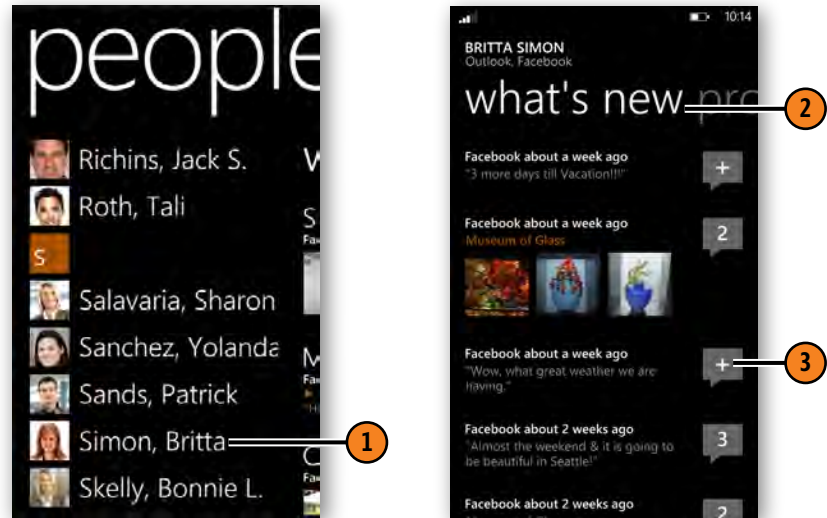 people
Richins, Jack S.
Roth, Tali
s
Salavaria, Sharon
Sanchez, Yolanda
Sands, Patrick
Simon, Britta
Skelly, Bonnie L.
1
10:14
BRITTA SIMON
Outlook, Facebook
what's new pro
2
Facebook about a week ago
"3 more days till Vacation!!!"
+
Facebook about a week ago
Museum of Glass
2
Facebook about a week ago
"Wow, what great weather we are
Having."
+
3
Facebook about 2 weeks ago
"Almost the weekend & it is going to
be beautiful in Seattle!"
3
Facebook about 2 weeks ago
2